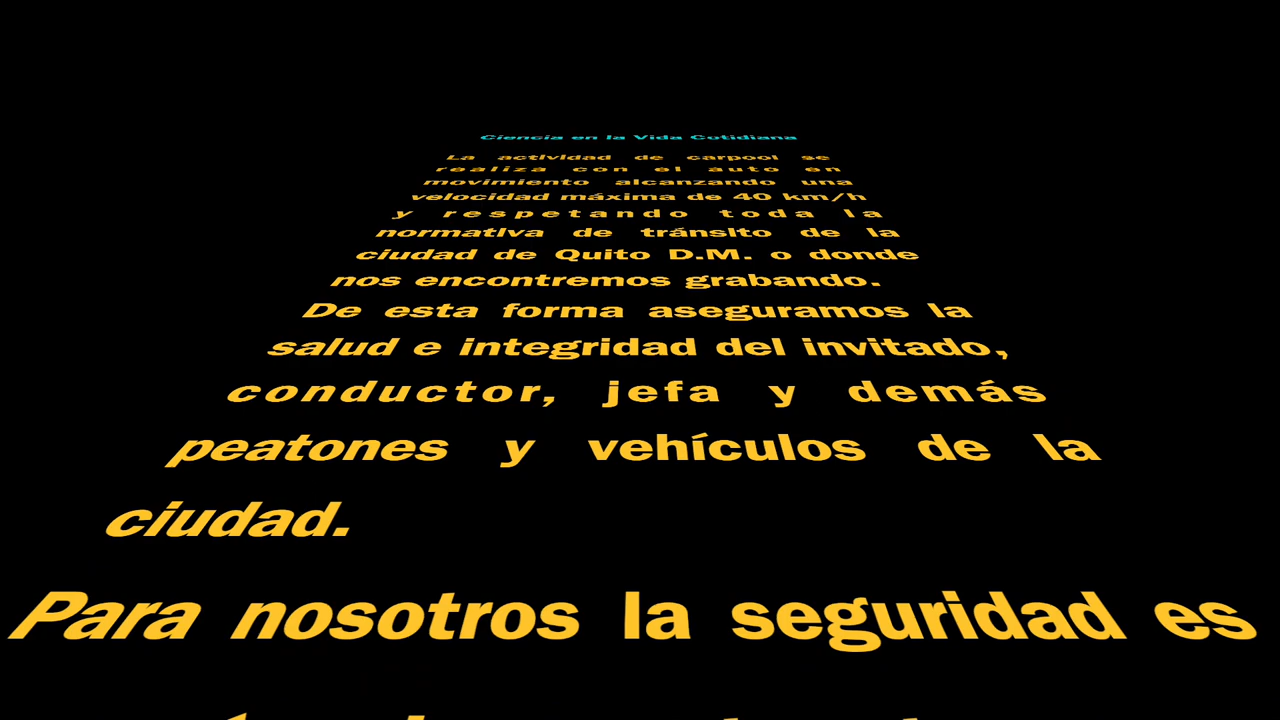 Ciencia en la Vida Cotidiana
La actividad de carpool se
realiza con el auto en
movimiento alcanzando una
velocidad máxima de 40 km/h
y respetando toda la
normativa de tránsito de la
ciudad de Quito D.M. o donde
nos encontremos grabando.
De esta forma aseguramos la
salud e integridad del invitado,
conductor, jefa y demás
peatones y vehículos de la
ciudad.
Para nosotros la seguridad es